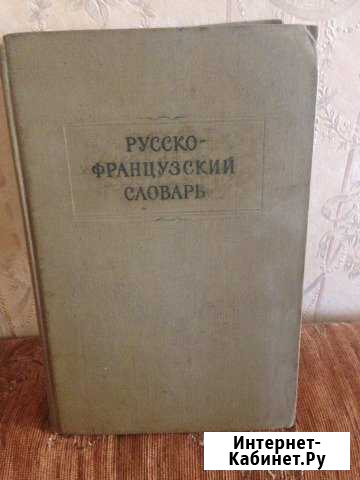 РУССКО-
ФРАНЦУЗСКИЙ
СЛОВАРЬ
Интернет-
Кабинет.Ру